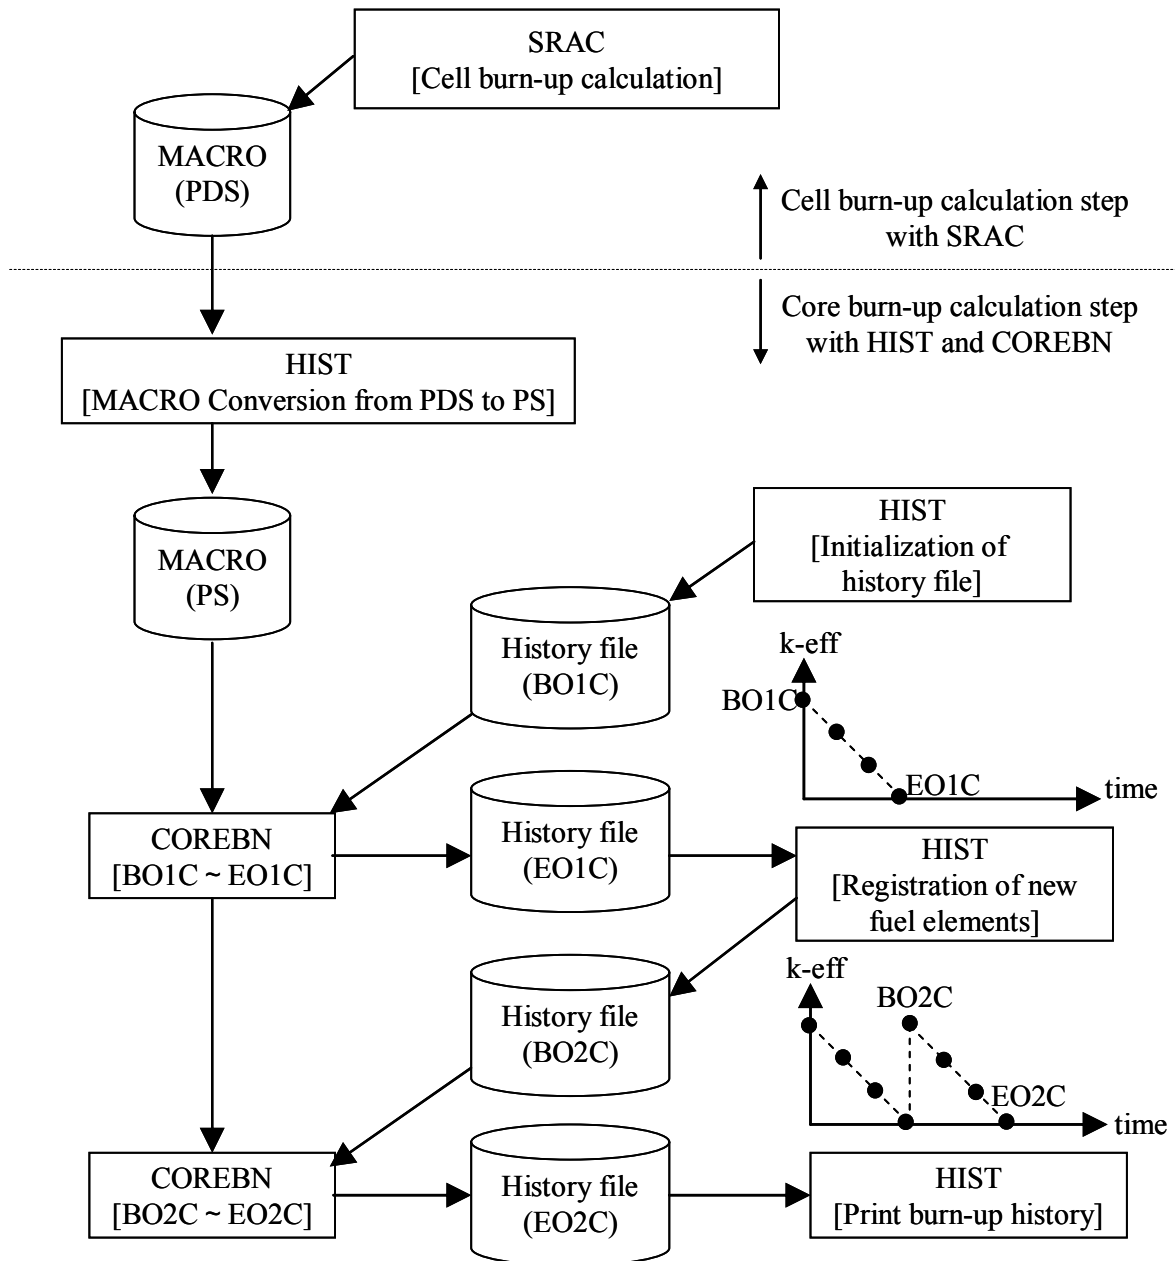 SRAC
[Cell burn-up calculation]
MACRO
(PDS)
Cell burn-up calculation step
with SRAC
Core burn-up calculation step
with HIST and COREBN
HIST
[MACRO Conversion from PDS to PS]
MACRO
(PS)
HIST
[Initialization of
history file]
History file
(BO1C)
k-eff
BO1C
EO1C
time
COREBN
[BO1C ~ EO1C]
History file
(EO1C)
HIST
[Registration of new
fuel elements]
History file
(BO2C)
k-eff
BO2C
EO2C
time
COREBN
[BO2C ~ EO2C]
History file
(EO2C)
HIST
[Print burn-up history]